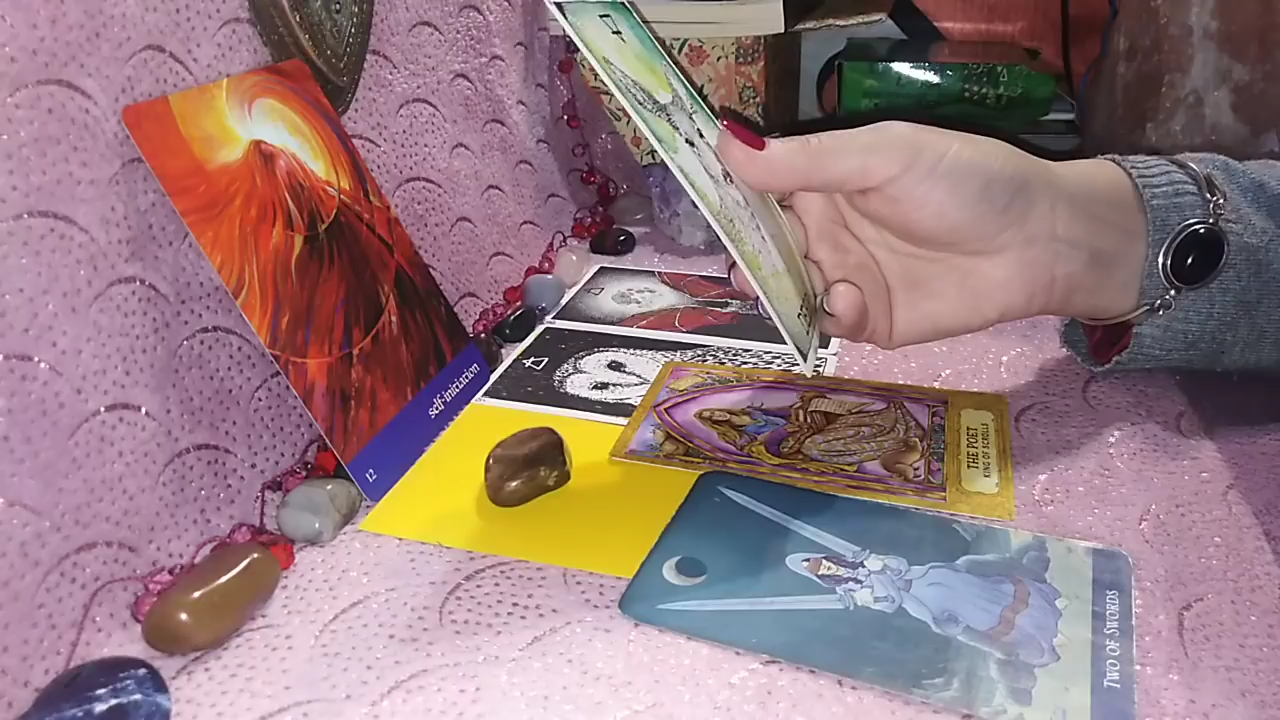 self-initiation
12
THE POET
KING OF SCROLLS
TWO OF SWORDS